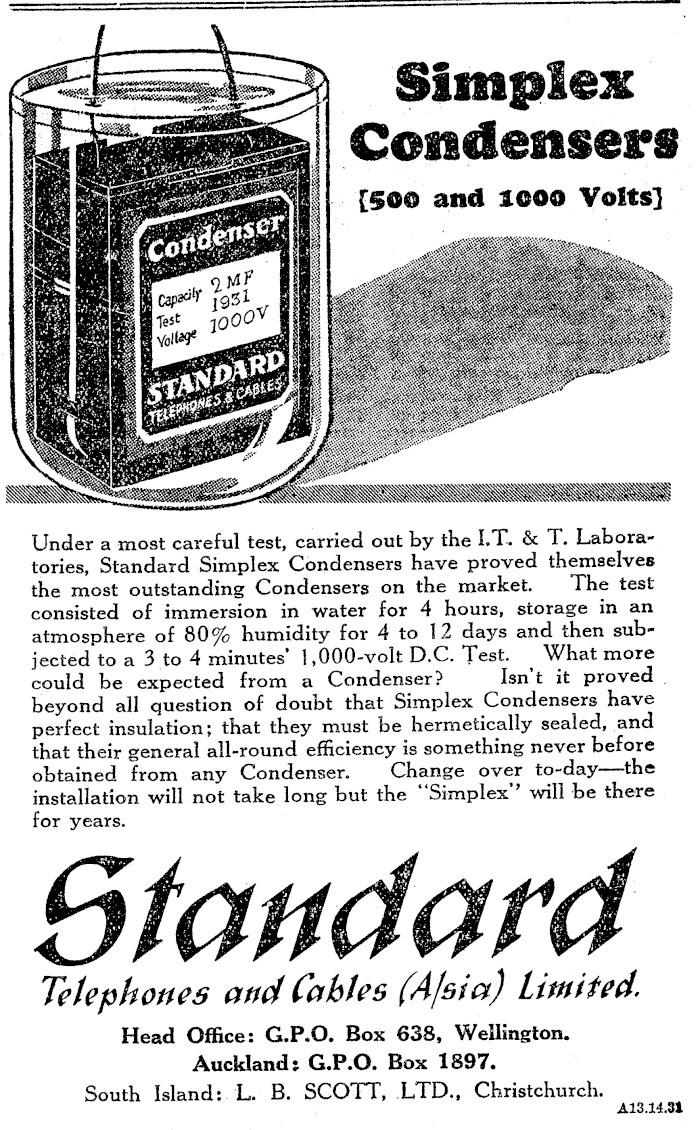 Simplex
Condensers
[500 and 1000 Volts]
Condenser
Capacity 2 MF
Test 1931
Voltage 1000V
STANDARD
TELEPHONES & CABLES
Under a most careful test, carried out by the I.T. & T. Labora-
tories, Standard Simplex Condensers have proved themselves
the most outstanding Condensers on the market. The test
consisted of immersion in water for 4 hours, storage in an
atmosphere of 80% humidity for 4 to 12 days and then sub-
jected to a 3 to 4 minutes' 1,000-volt D.C. Test. What more
could be expected from a Condenser? Isn't it proved
beyond all question of doubt that Simplex Condensers have
perfect insulation; that they must be hermetically sealed, and
that their general all-round efficiency is something never before
obtained from any Condenser. Change over to-day—the
installation will not take long but the "Simplex" will be there
for years.
Standard
Telephones and Cables (A/sia) Limited.
Head Office: G.P.O. Box 638, Wellington.
Auckland: G.P.O. Box 1897.
South Island: L. B. SCOTT, LTD., Christchurch.
A13.14.31